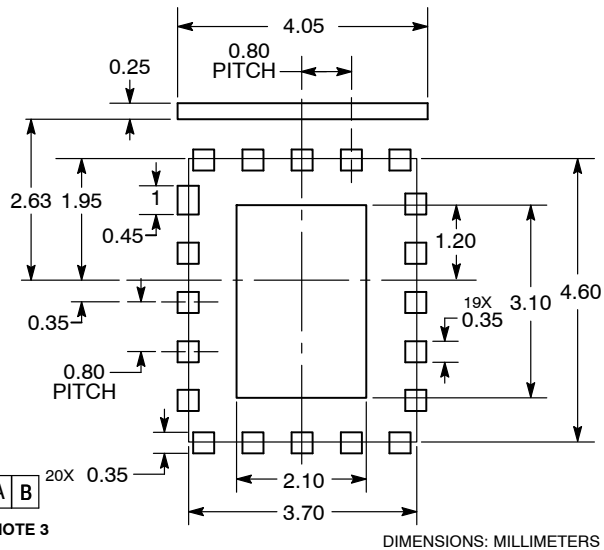 4.05
0.80
PITCH
0.25
2.63 1.95
1
0.45
1.20
19X
0.35
3.10 4.60
0.35
0.80
PITCH
20X 0.35
A B
2.10
NOTE 3
3.70
DIMENSIONS: MILLIMETERS